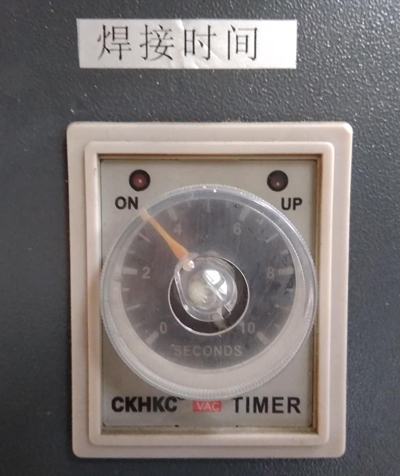 焊接时间
ON UP
4 6
2 8
0 10
SECONDS
CKHKC VAC TIMER